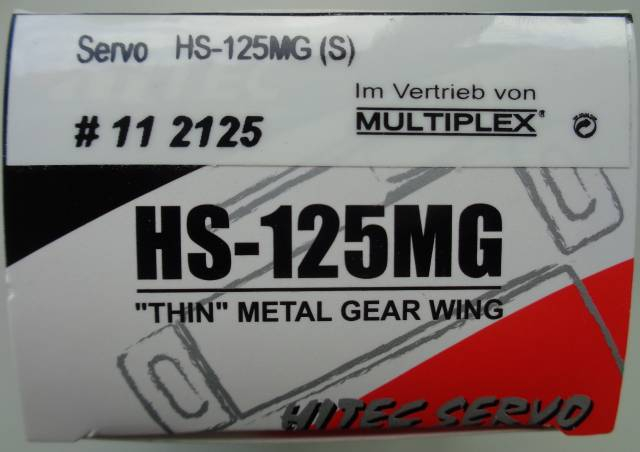 Servo HS-125MG (S)
Im Vertrieb von
MULTIPLEX®
# 11 2125
HS-125MG
"THIN" METAL GEAR WING
HITEC SERVO